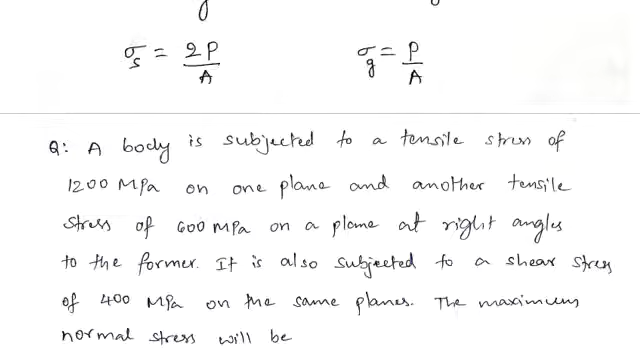 σs = 2P/A σg = P/A
Q: A body is subjected to a tensile stress of
1200 MPa on one plane and another tensile
stress of 600 MPa on a plane at right angles
to the former. It is also subjected to a shear stress
of 400 MPa on the same planes. The maximum
normal stress will be